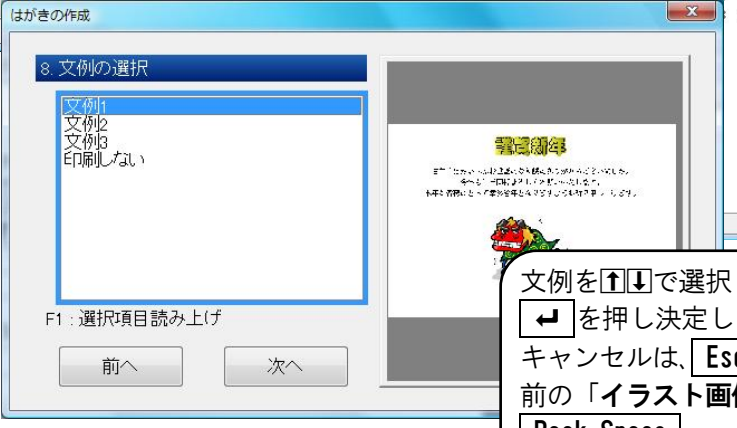 はがきの作成
8. 文例の選択
文例1
文例2
文例3
印刷しない
F1 : 選択項目読み上げ
前へ
次へ
謹賀新年
文例を⬆⬇で選択
↵を押し決定し
キャンセルは、Esc
前の「イラスト画像
Back Space